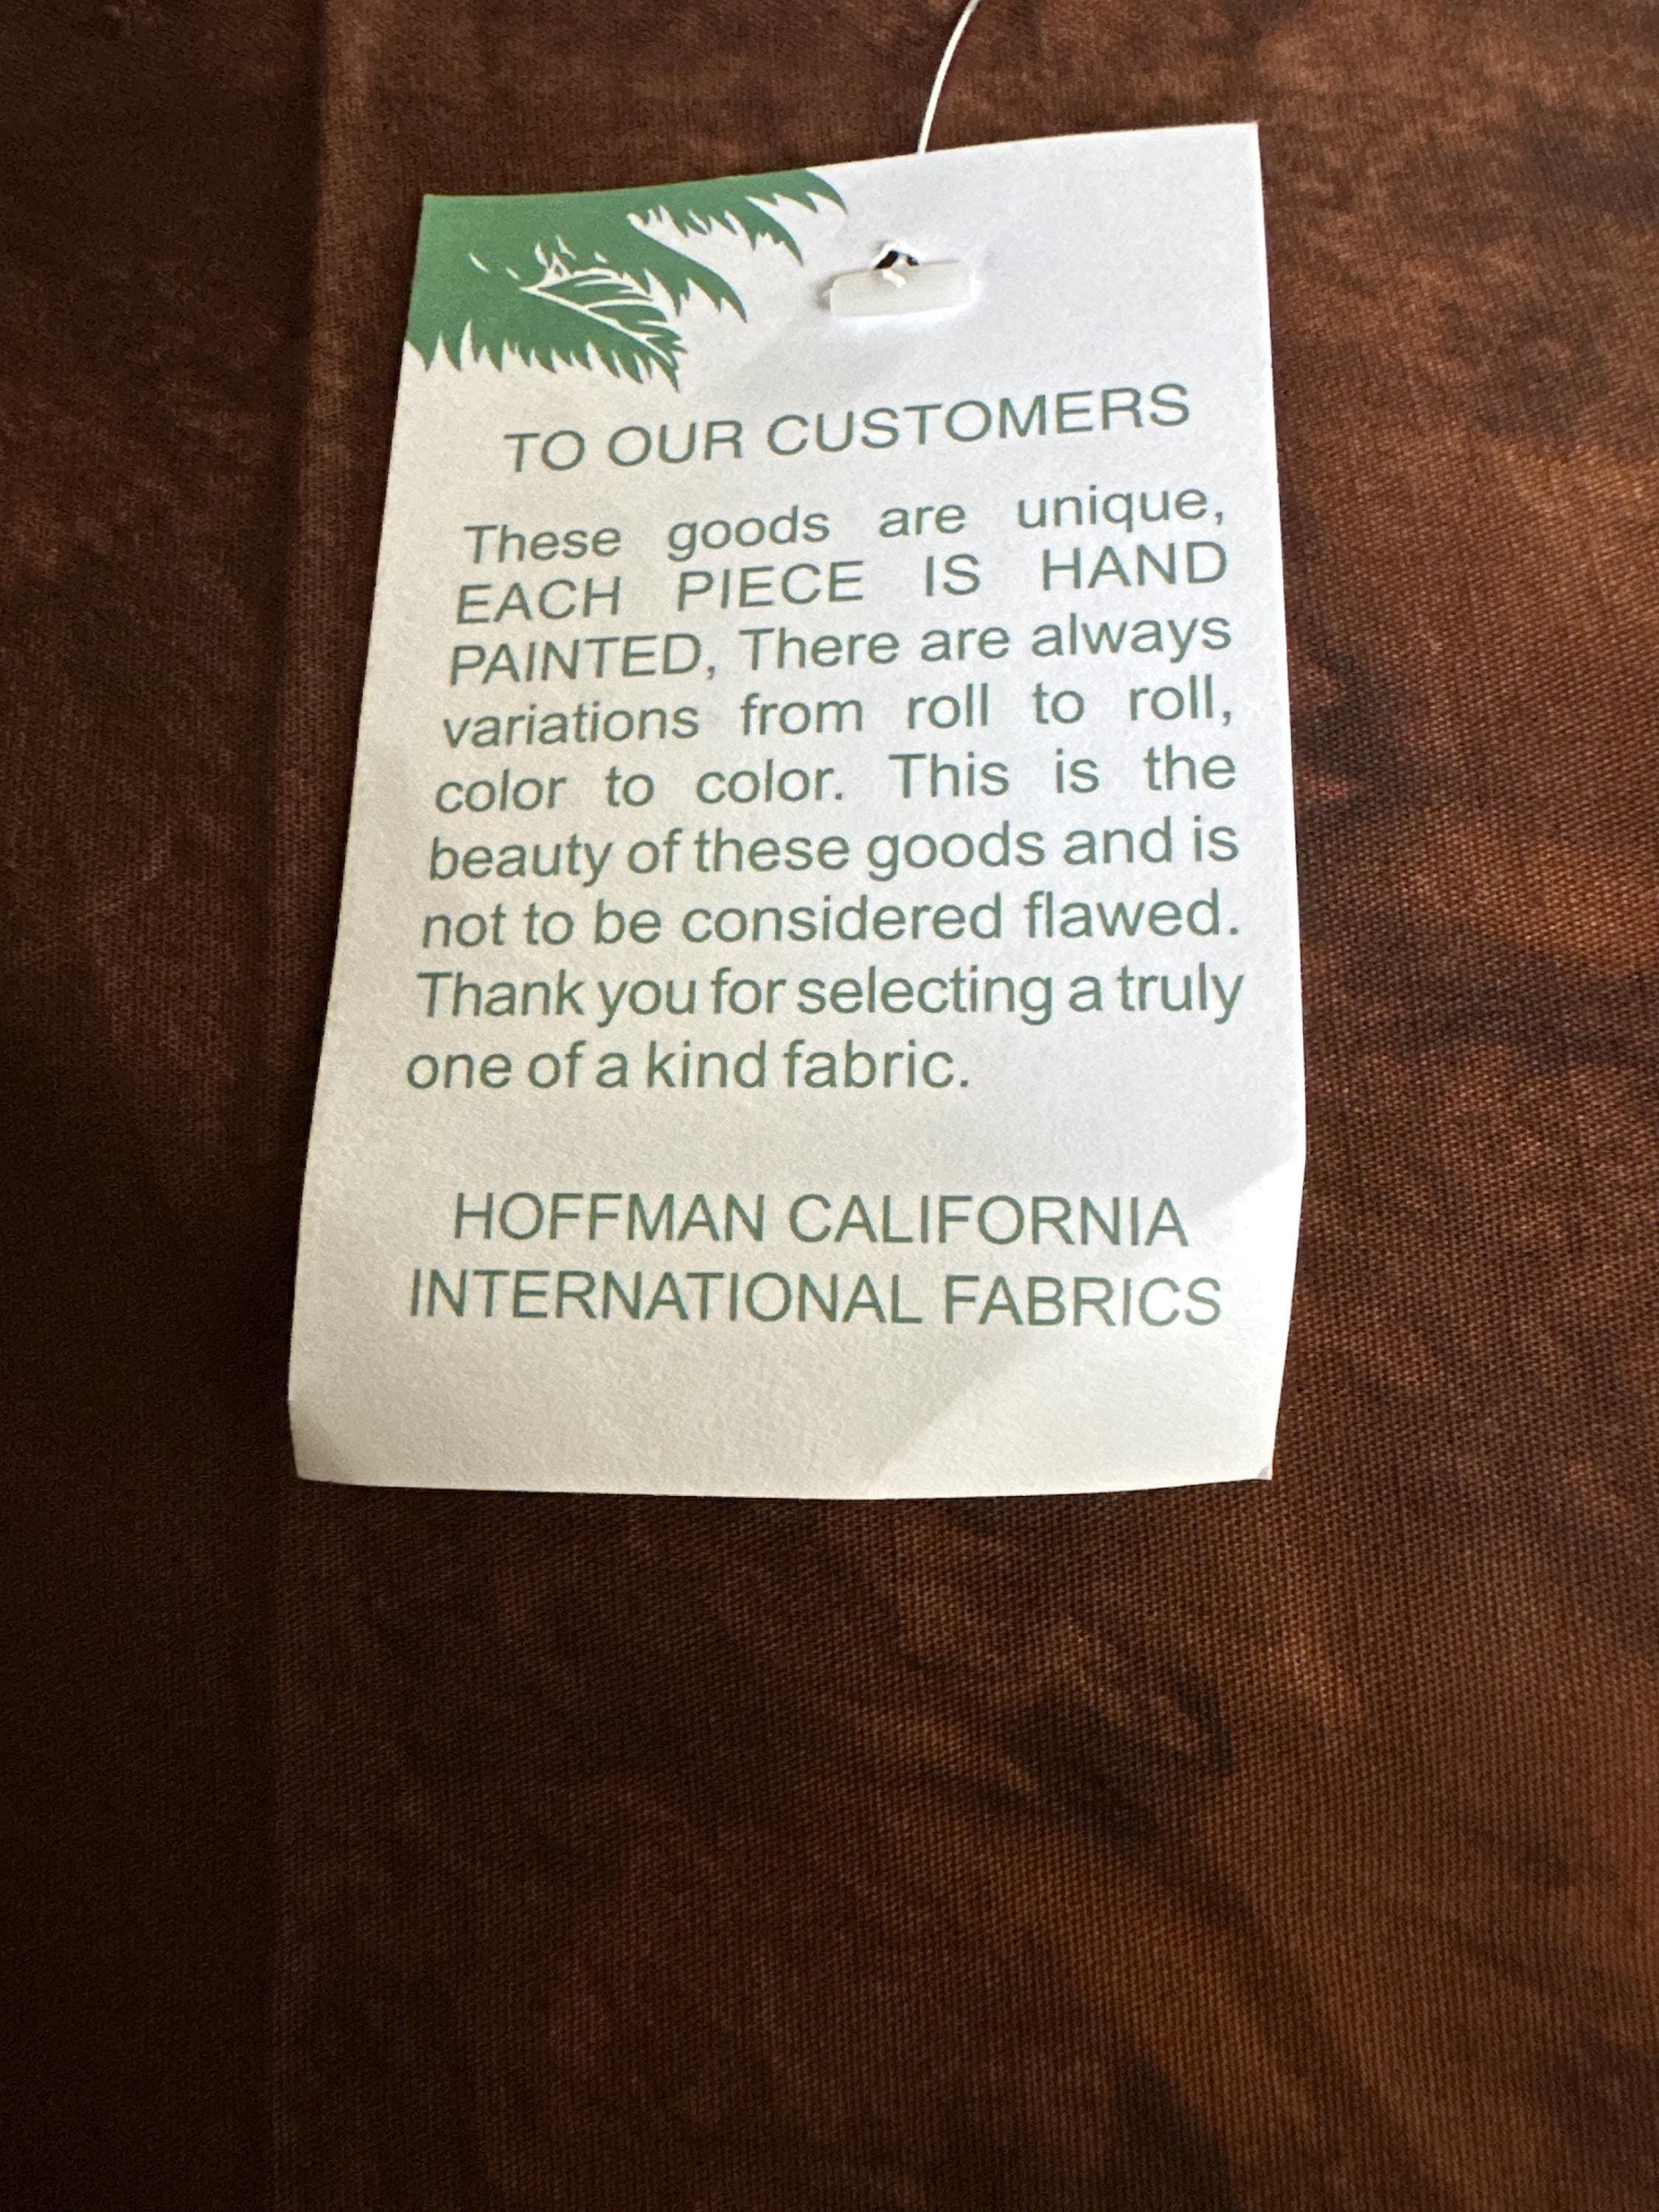 TO OUR CUSTOMERS
These goods are unique,
EACH PIECE IS HAND
PAINTED, There are always
variations from roll to roll,
color to color. This is the
beauty of these goods and is
not to be considered flawed.
Thank you for selecting a truly
one of a kind fabric.
HOFFMAN CALIFORNIA
INTERNATIONAL FABRICS